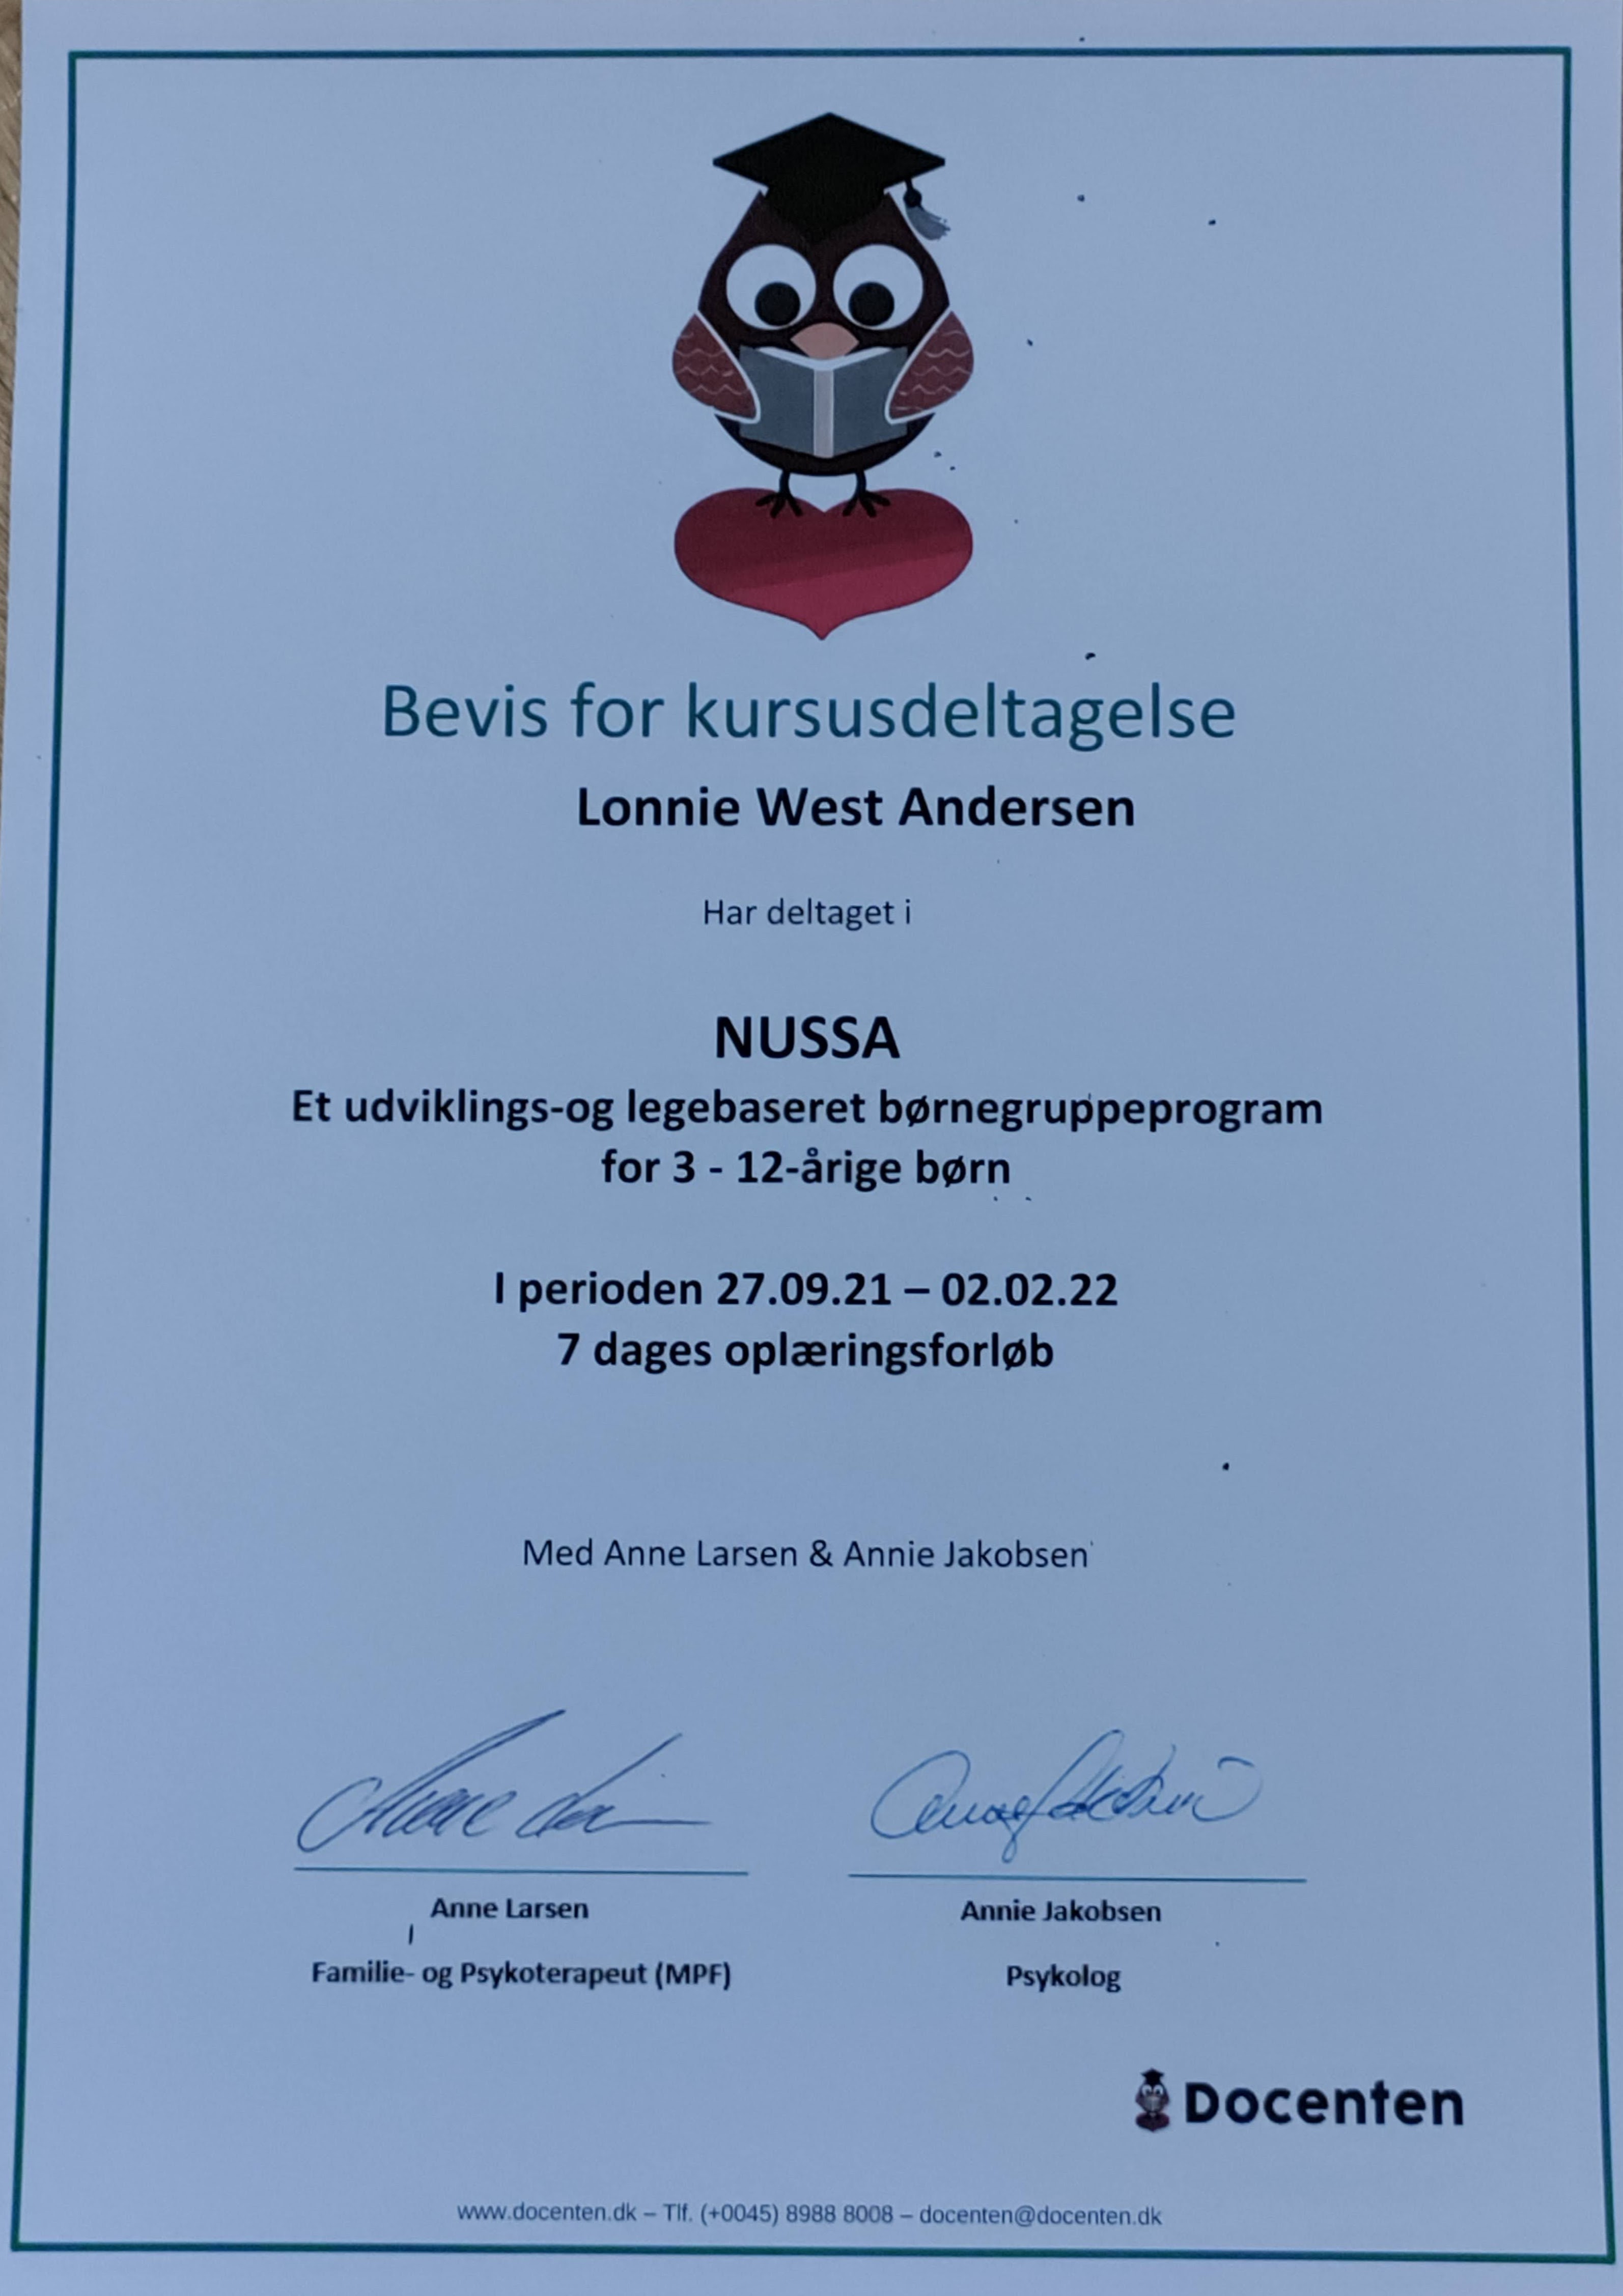 Bevis for kursusdeltagelse
Lonnie West Andersen
Har deltaget i
NUSSA
Et udviklings-og legebaseret børnegruppeprogram
for 3 - 12-årige børn
I perioden 27.09.21 – 02.02.22
7 dages oplæringsforløb
Med Anne Larsen & Annie Jakobsen
Anne Larsen
Annie Jakobsen
Familie- og Psykoterapeut (MPF)
Psykolog
Docenten
www.docenten.dk – Tlf. (+0045) 8988 8008 – docenten@docenten.dk